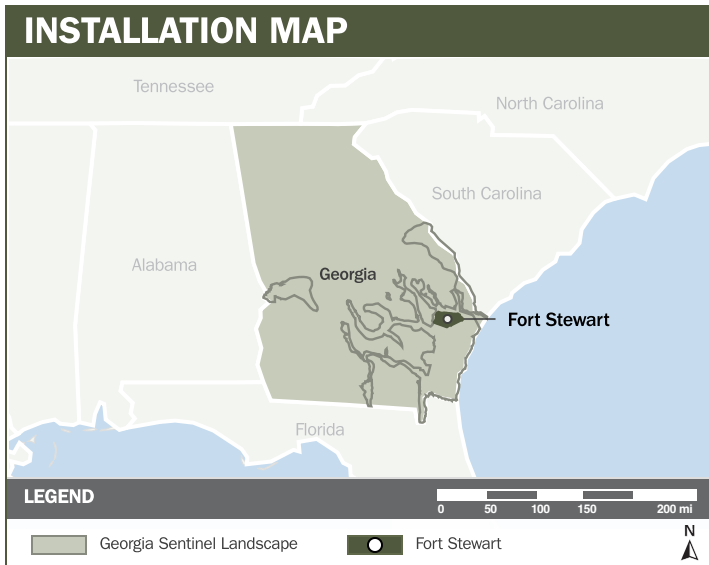 INSTALLATION MAP
Tennessee
North Carolina
South Carolina
Alabama
Georgia
Fort Stewart
Florida
LEGEND
0 50 100 150 200 mi
N
Georgia Sentinel Landscape
Fort Stewart